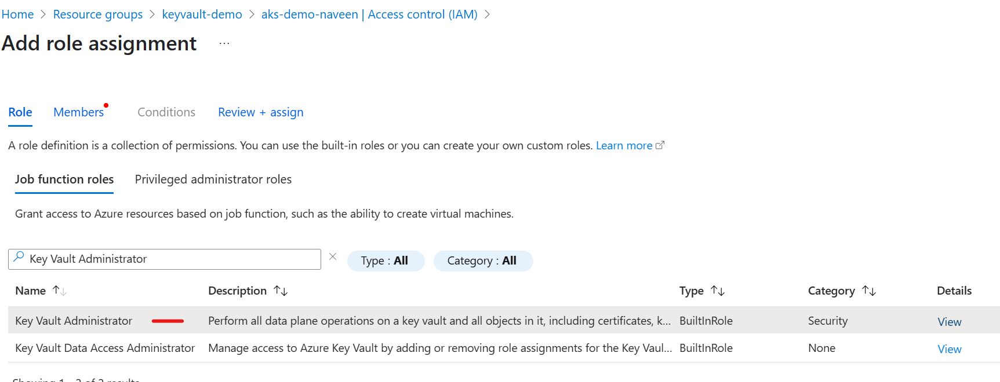 Home > Resource groups > keyvault-demo > aks-demo-naveen | Access control (IAM) >
Add role assignment ...
Role Members Conditions Review + assign
A role definition is a collection of permissions. You can use the built-in roles or you can create your own custom roles. Learn more
Job function roles Privileged administrator roles
Grant access to Azure resources based on job function, such as the ability to create virtual machines.
Key Vault Administrator Type : All Category : All
Name Description Type Category Details
Key Vault Administrator Perform all data plane operations on a key vault and all objects in it, including certificates, k... BuiltInRole Security View
Key Vault Data Access Administrator Manage access to Azure Key Vault by adding or removing role assignments for the Key Vaul... BuiltInRole None View
Showing 1 - 2 of 2 results